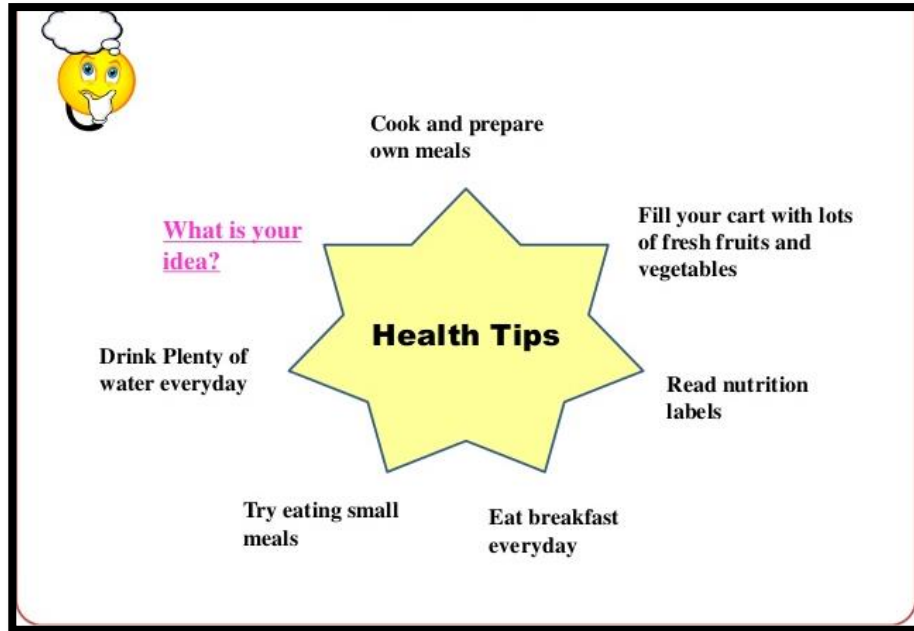 Cook and prepare
own meals
What is your
idea?
Fill your cart with lots
of fresh fruits and
vegetables
Health Tips
Drink Plenty of
water everyday
Read nutrition
labels
Try eating small
meals
Eat breakfast
everyday